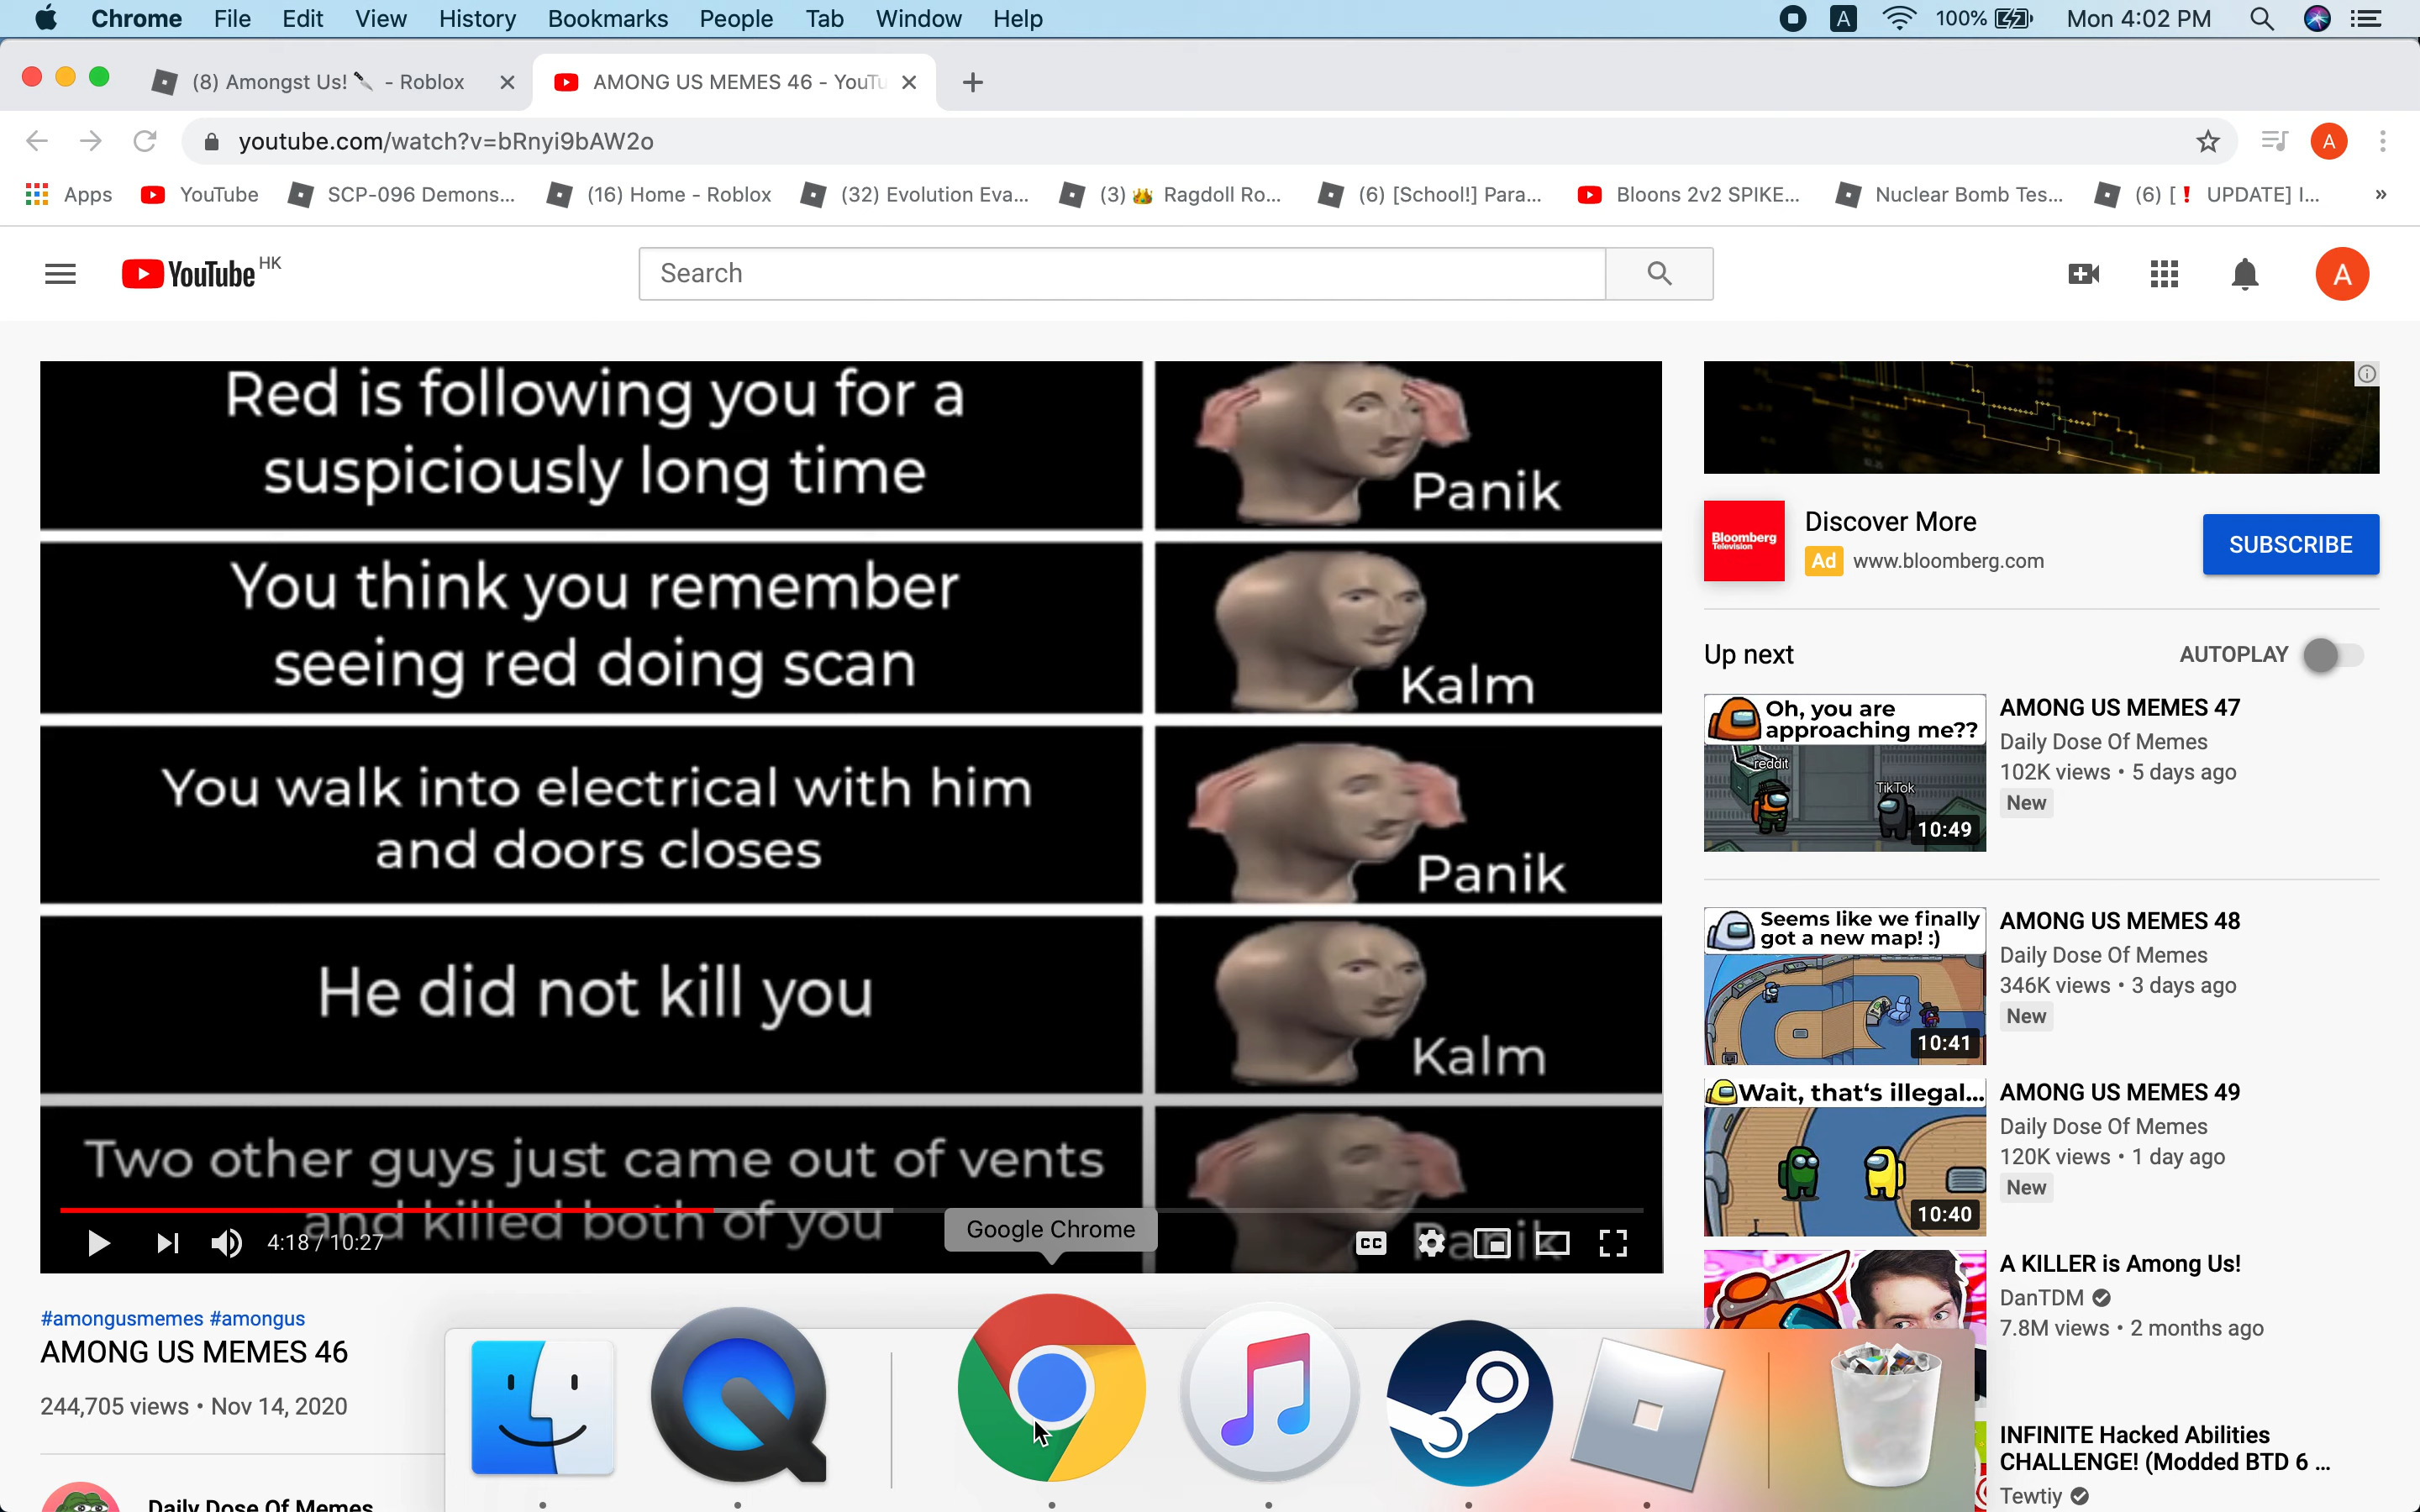 Chrome File Edit View History Bookmarks People Tab Window Help A 100% Mon 4:02 PM
(8) Amongst Us!🔪 - Roblox AMONG US MEMES 46 - YouTu
youtube.com/watch?v=bRnyi9bAW2o A
Apps YouTube SCP-096 Demons... (16) Home - Roblox (32) Evolution Eva... (3) 👑 Ragdoll Ro... (6) [School!] Para... Bloons 2v2 SPIKE... Nuclear Bomb Tes... (6) [❗ UPDATE] I... »
YouTube HK Search A
Red is following you for a
suspiciously long time
Panik
You think you remember
seeing red doing scan
Kalm
You walk into electrical with him
and doors closes
Panik
He did not kill you
Kalm
Two other guys just came out of vents
and killed both of you
Panik
4:18 / 10:27
CC
Google Chrome
#amongusmemes #amongus
AMONG US MEMES 46
244,705 views • Nov 14, 2020
Daily Dose Of Memes
Bloomberg
Television
Discover More
Ad www.bloomberg.com
SUBSCRIBE
Up next AUTOPLAY
Oh, you are
approaching me??
reddit
TikTok
10:49
AMONG US MEMES 47
Daily Dose Of Memes
102K views • 5 days ago
New
Seems like we finally
got a new map! :)
10:41
AMONG US MEMES 48
Daily Dose Of Memes
346K views • 3 days ago
New
Wait, that's illegal...
10:40
AMONG US MEMES 49
Daily Dose Of Memes
120K views • 1 day ago
New
A KILLER is Among Us!
DanTDM
7.8M views • 2 months ago
INFINITE Hacked Abilities
CHALLENGE! (Modded BTD 6 ...
Tewtiy